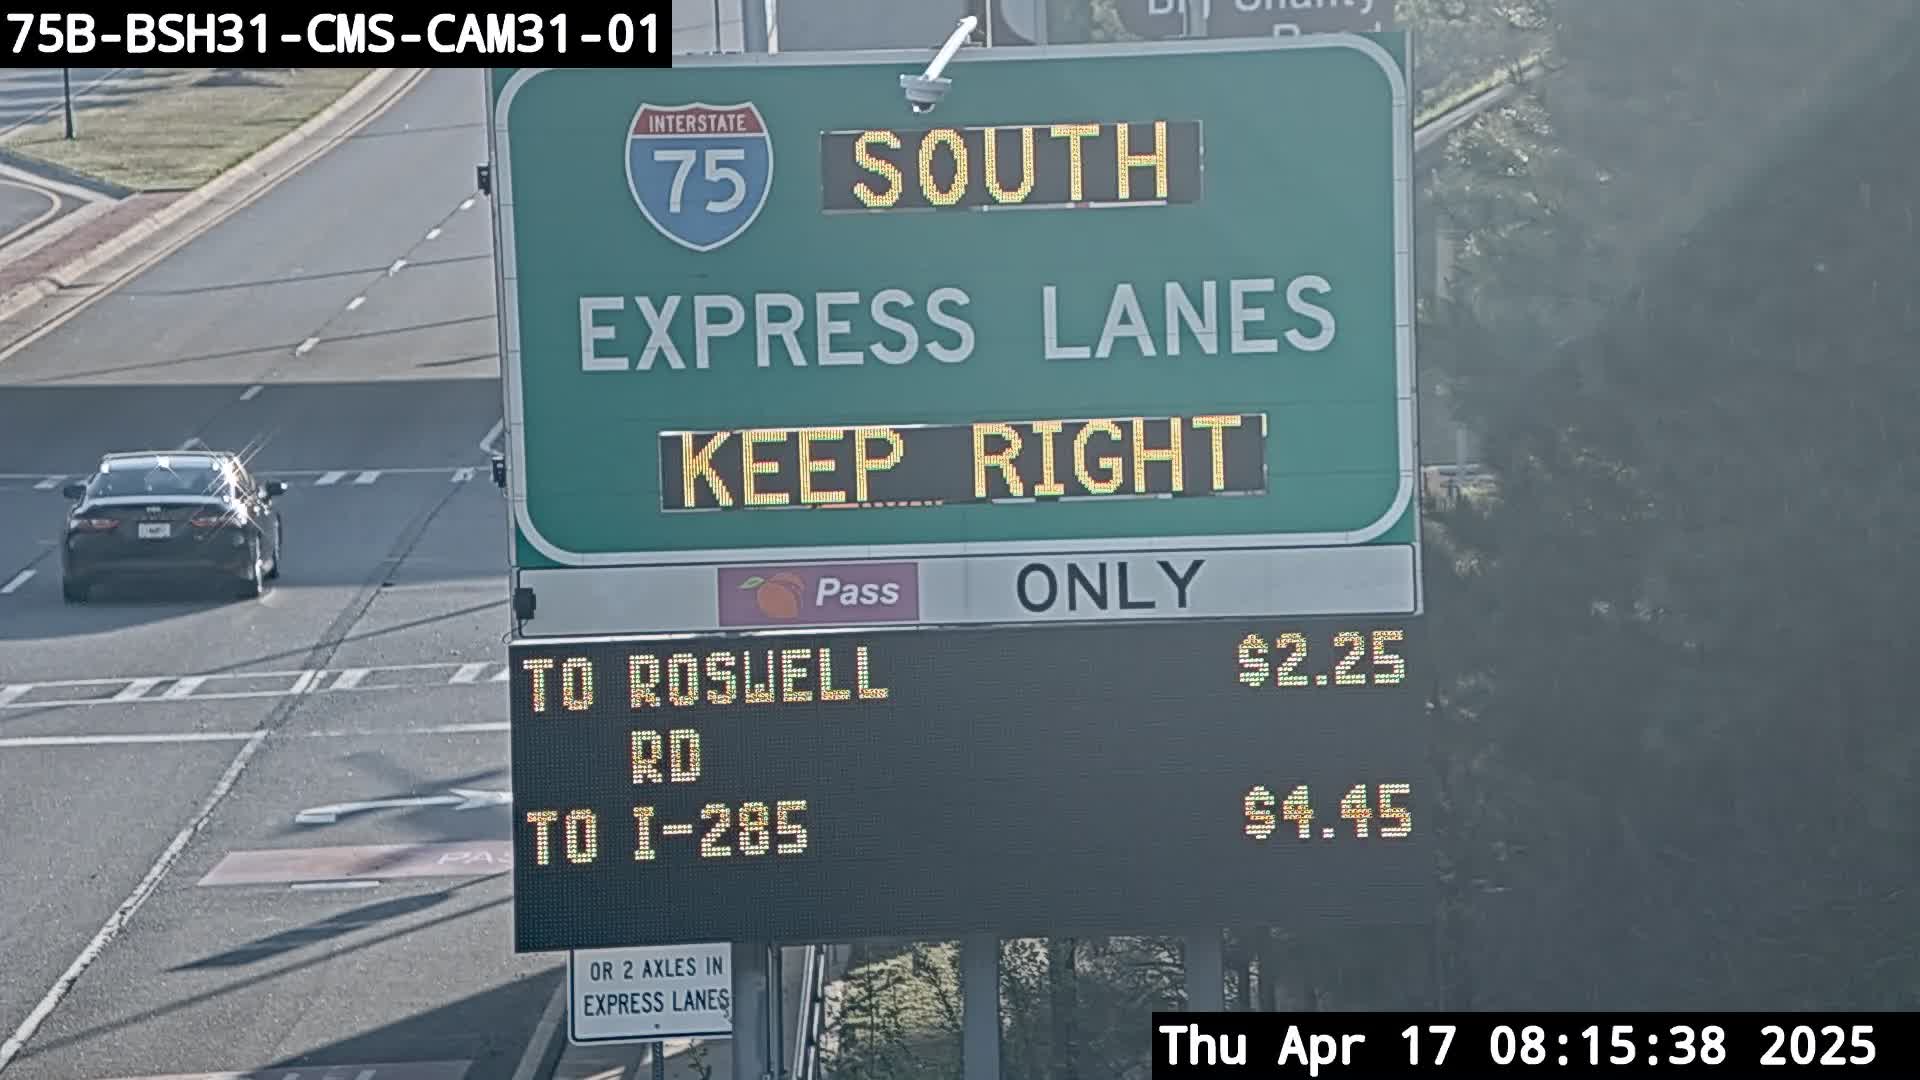 75B-BSH31-CMS-CAM31-01
INTERSTATE
75
SOUTH
EXPRESS LANES
KEEP RIGHT
Pass ONLY
TO ROSWELL $2.25
RD
TO I-285 $4.45
OR 2 AXLES IN
EXPRESS LANES
Thu Apr 17 08:15:38 2025